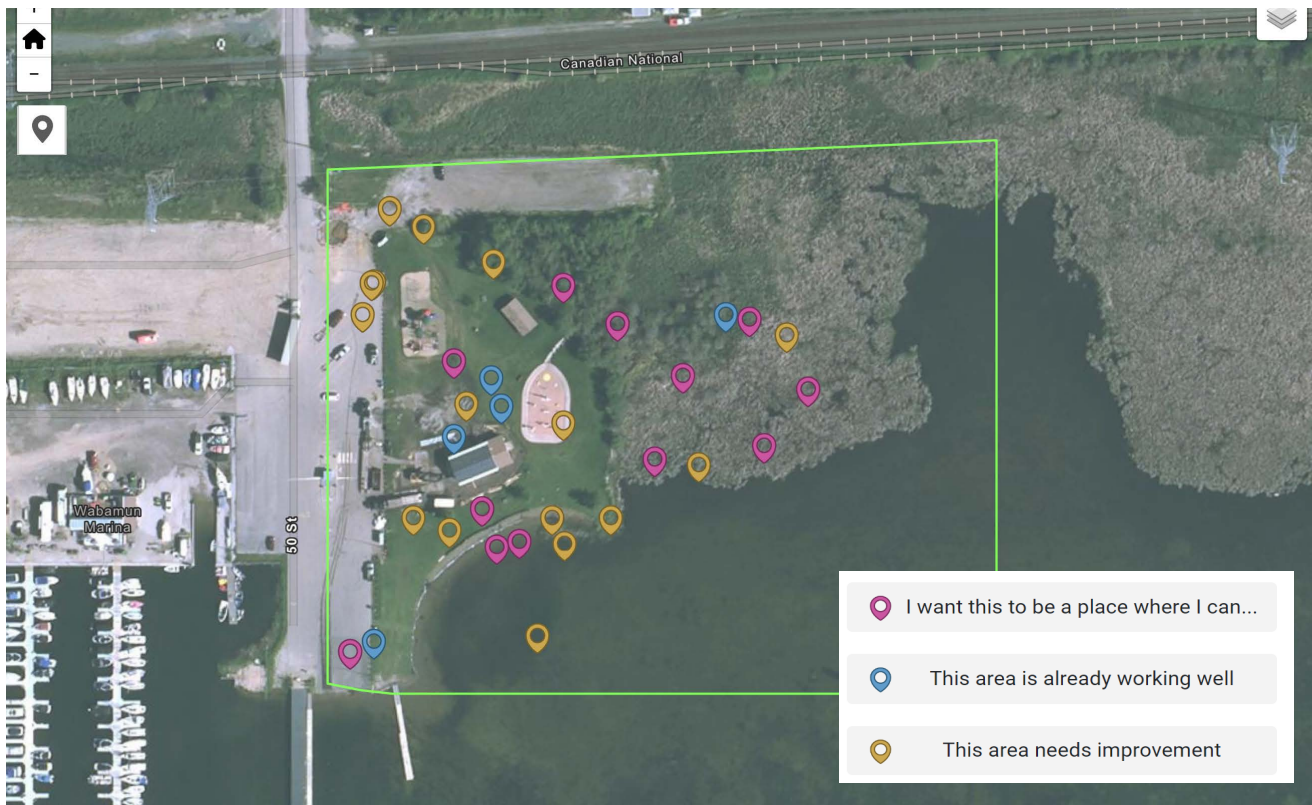 Canadian National
Wabamun
Marina
50 St
I want this to be a place where I can...
This area is already working well
This area needs improvement